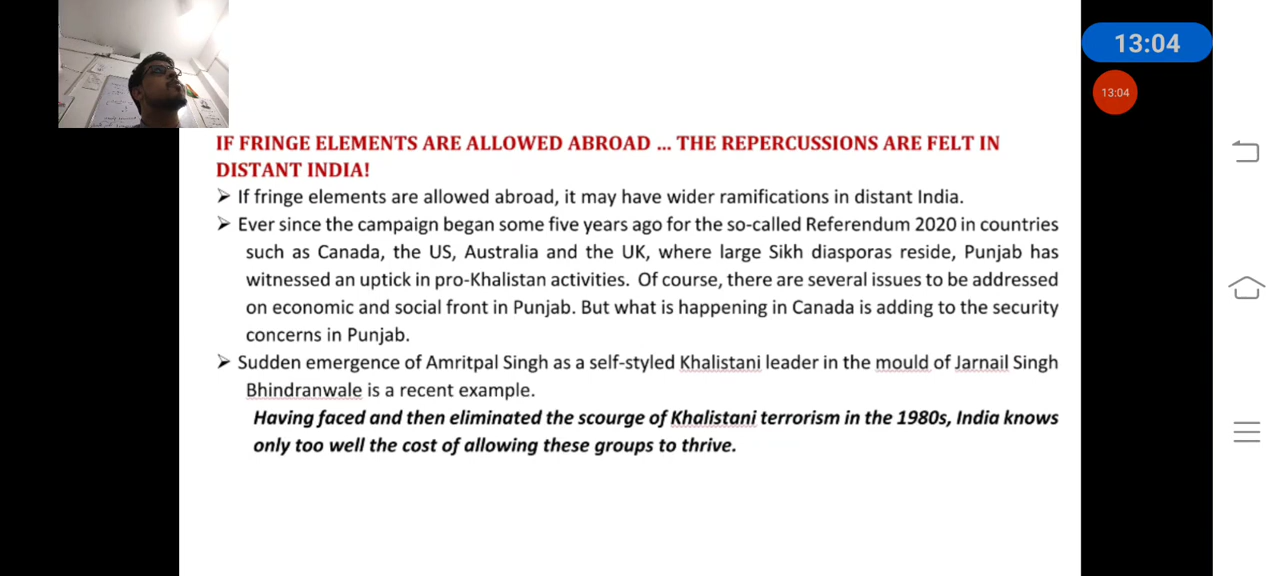 13:04
13:04
IF FRINGE ELEMENTS ARE ALLOWED ABROAD ... THE REPERCUSSIONS ARE FELT IN
DISTANT INDIA!
➢ If fringe elements are allowed abroad, it may have wider ramifications in distant India.
➢ Ever since the campaign began some five years ago for the so-called Referendum 2020 in countries
such as Canada, the US, Australia and the UK, where large Sikh diasporas reside, Punjab has
witnessed an uptick in pro-Khalistan activities. Of course, there are several issues to be addressed
on economic and social front in Punjab. But what is happening in Canada is adding to the security
concerns in Punjab.
➢ Sudden emergence of Amritpal Singh as a self-styled Khalistani leader in the mould of Jarnail Singh
Bhindranwale is a recent example.
Having faced and then eliminated the scourge of Khalistani terrorism in the 1980s, India knows
only too well the cost of allowing these groups to thrive.